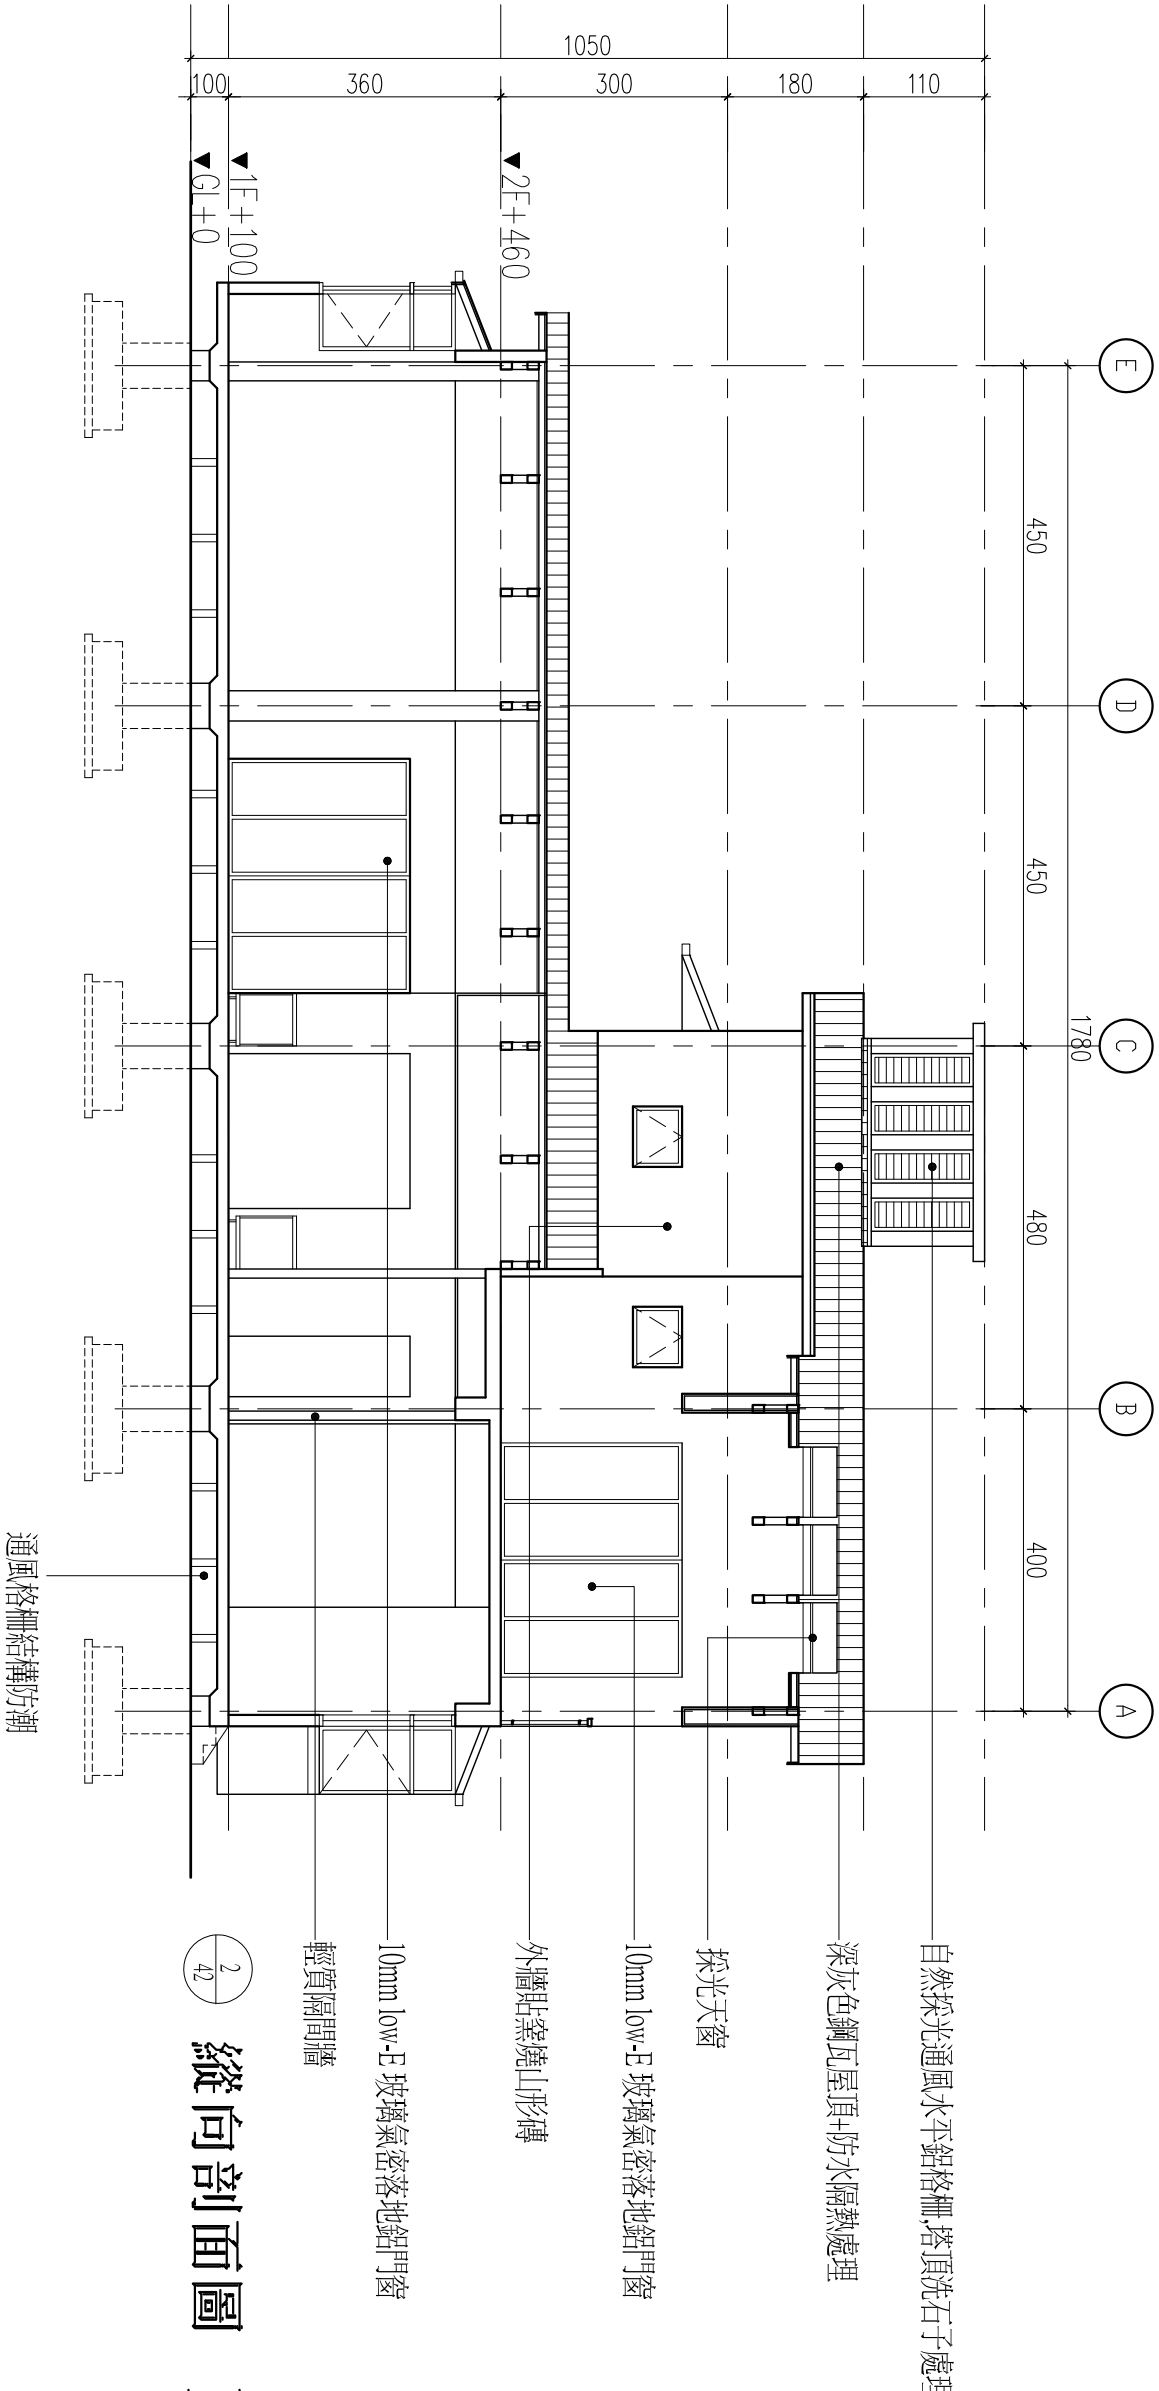 1050
100
360
300
180
110
▼GL+0
▼1F+100
▼2F+460
E
D
C
B
A
450
450
480
400
1780
自然採光通風水平鋁格柵,塔頂洗石子處理
深灰色鋼瓦屋頂+防水隔熱處理
採光天窗
10mm low-E 玻璃氣密落地鋁門窗
外牆貼窯燒山形磚
10mm low-E 玻璃氣密落地鋁門窗
輕質隔間牆
通風格柵結構防潮
2
42
縱向剖面圖